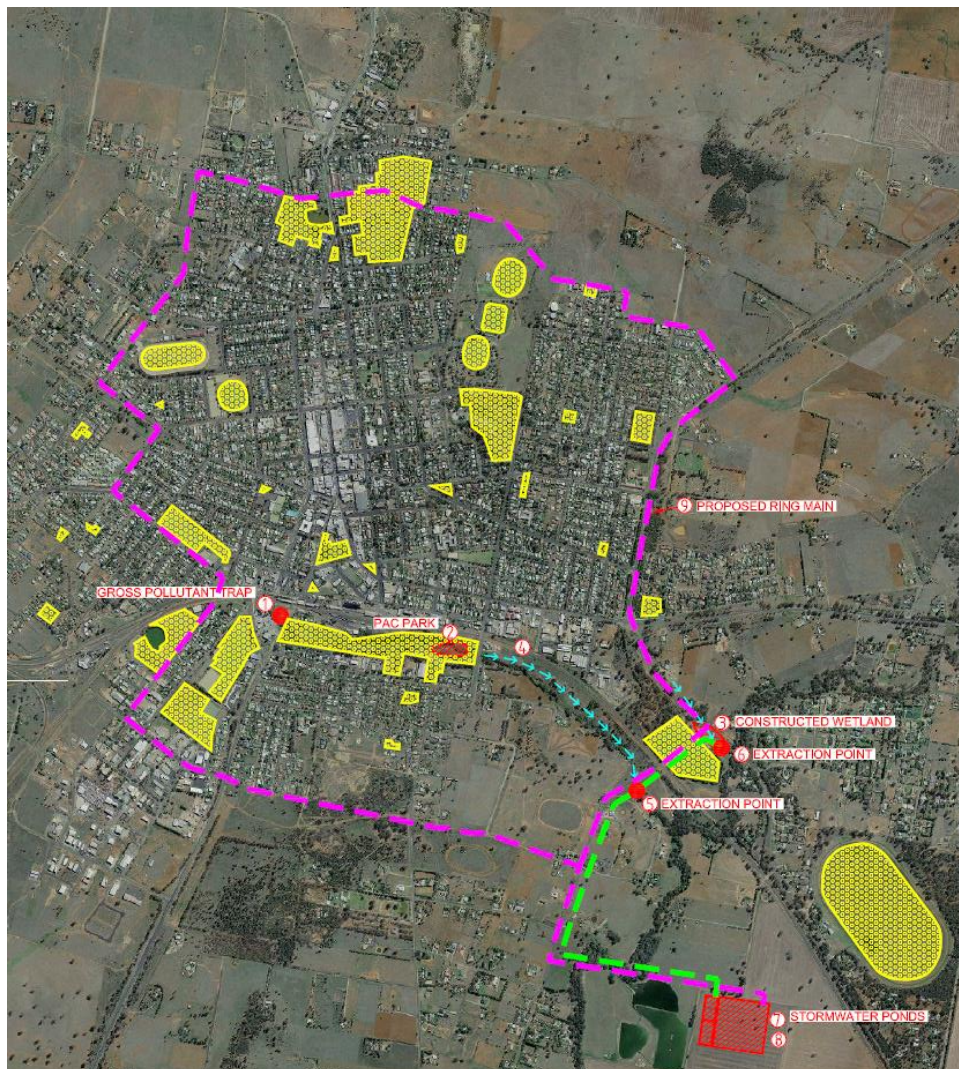 9 PROPOSED RING MAIN
GROSS POLLUTANT TRAP
1
PAC PARK
2
4
3 CONSTRUCTED WETLAND
6 EXTRACTION POINT
5 EXTRACTION POINT
7 STORMWATER PONDS
8